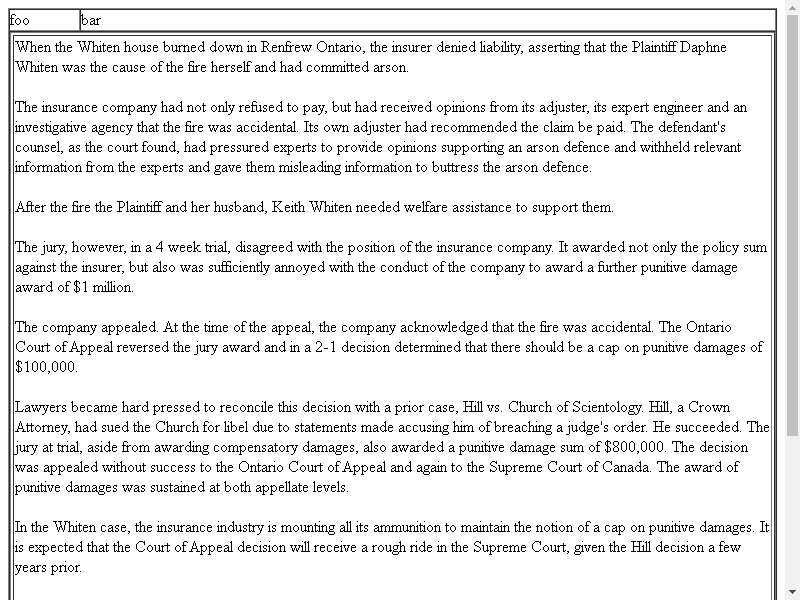 foo bar
When the Whiten house burned down in Renfrew Ontario, the insurer denied liability, asserting that the Plaintiff Daphne
Whiten was the cause of the fire herself and had committed arson.
The insurance company had not only refused to pay, but had received opinions from its adjuster, its expert engineer and an
investigative agency that the fire was accidental. Its own adjuster had recommended the claim be paid. The defendant's
counsel, as the court found, had pressured experts to provide opinions supporting an arson defence and withheld relevant
information from the experts and gave them misleading information to buttress the arson defence.
After the fire the Plaintiff and her husband, Keith Whiten needed welfare assistance to support them.
The jury, however, in a 4 week trial, disagreed with the position of the insurance company. It awarded not only the policy sum
against the insurer, but also was sufficiently annoyed with the conduct of the company to award a further punitive damage
award of $1 million.
The company appealed. At the time of the appeal, the company acknowledged that the fire was accidental. The Ontario
Court of Appeal reversed the jury award and in a 2-1 decision determined that there should be a cap on punitive damages of
$100,000.
Lawyers became hard pressed to reconcile this decision with a prior case, Hill vs. Church of Scientology. Hill, a Crown
Attorney, had sued the Church for libel due to statements made accusing him of breaching a judge's order. He succeeded. The
jury at trial, aside from awarding compensatory damages, also awarded a punitive damage sum of $800,000. The decision
was appealed without success to the Ontario Court of Appeal and again to the Supreme Court of Canada. The award of
punitive damages was sustained at both appellate levels.
In the Whiten case, the insurance industry is mounting all its ammunition to maintain the notion of a cap on punitive damages. It
is expected that the Court of Appeal decision will receive a rough ride in the Supreme Court, given the Hill decision a few
years prior.